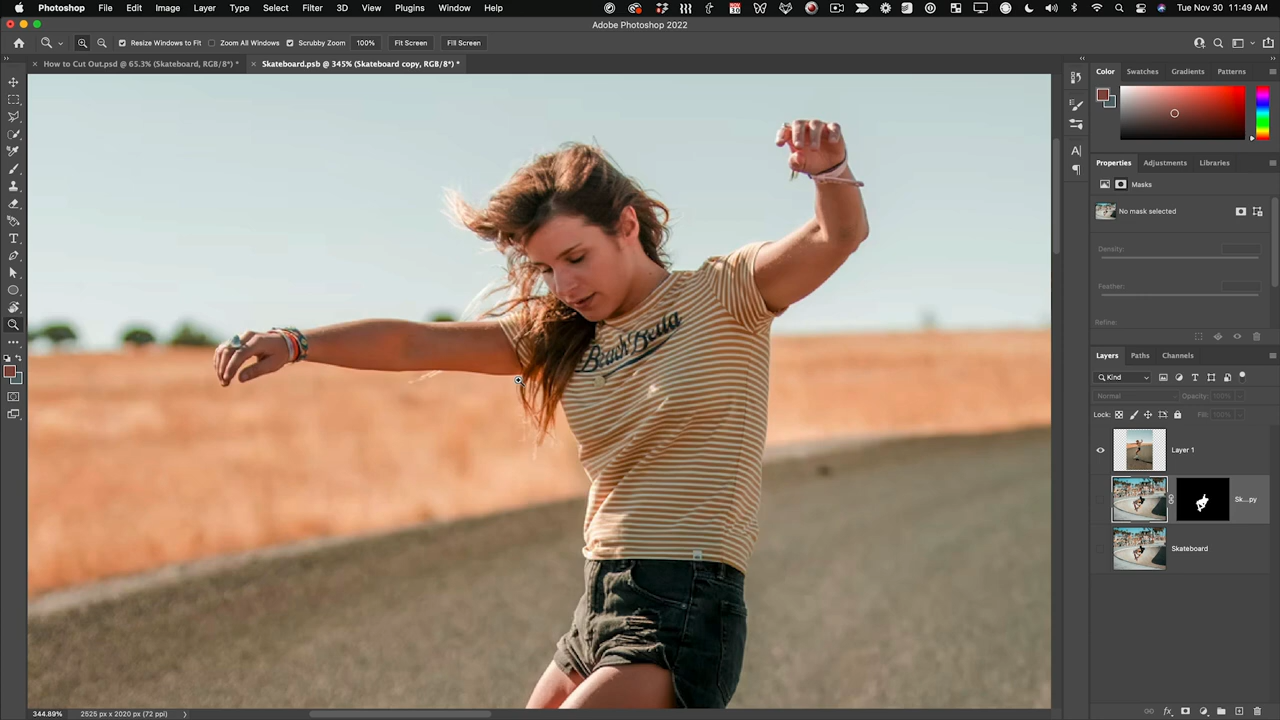 Photoshop File Edit Image Layer Type Select Filter 3D View Plugins Window Help Tue Nov 30 11:49 AM
Adobe Photoshop 2022
Resize Windows to Fit Zoom All Windows Scrubby Zoom 100% Fit Screen Fill Screen
How to Cut Out.psd @ 65.3% (Skateboard, RGB/8*) * Skateboard.psb @ 345% (Skateboard copy, RGB/8*) *
Color Swatches Gradients Patterns
Properties Adjustments Libraries
Masks
No mask selected
Density:
Feather:
Refine:
Layers Paths Channels
Kind
Normal Opacity: 100%
Lock: Fill: 100%
Layer 1
Sk...py
Skateboard
Beach Bella
344.89% 2525 px x 2020 px (72 ppi)